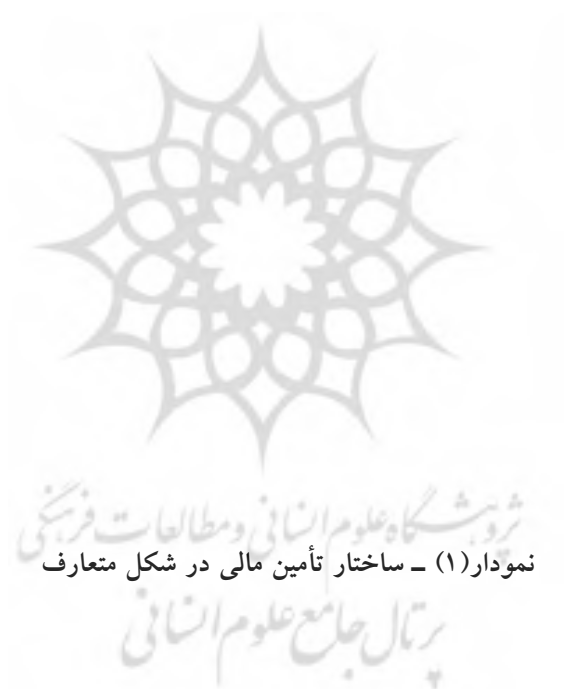 پژوهشگاه علوم انسانی و مطالعات فرهنگی
نمودار(۱) ـ ساختار تأمین مالی در شکل متعارف
پرتال جامع علوم انسانی